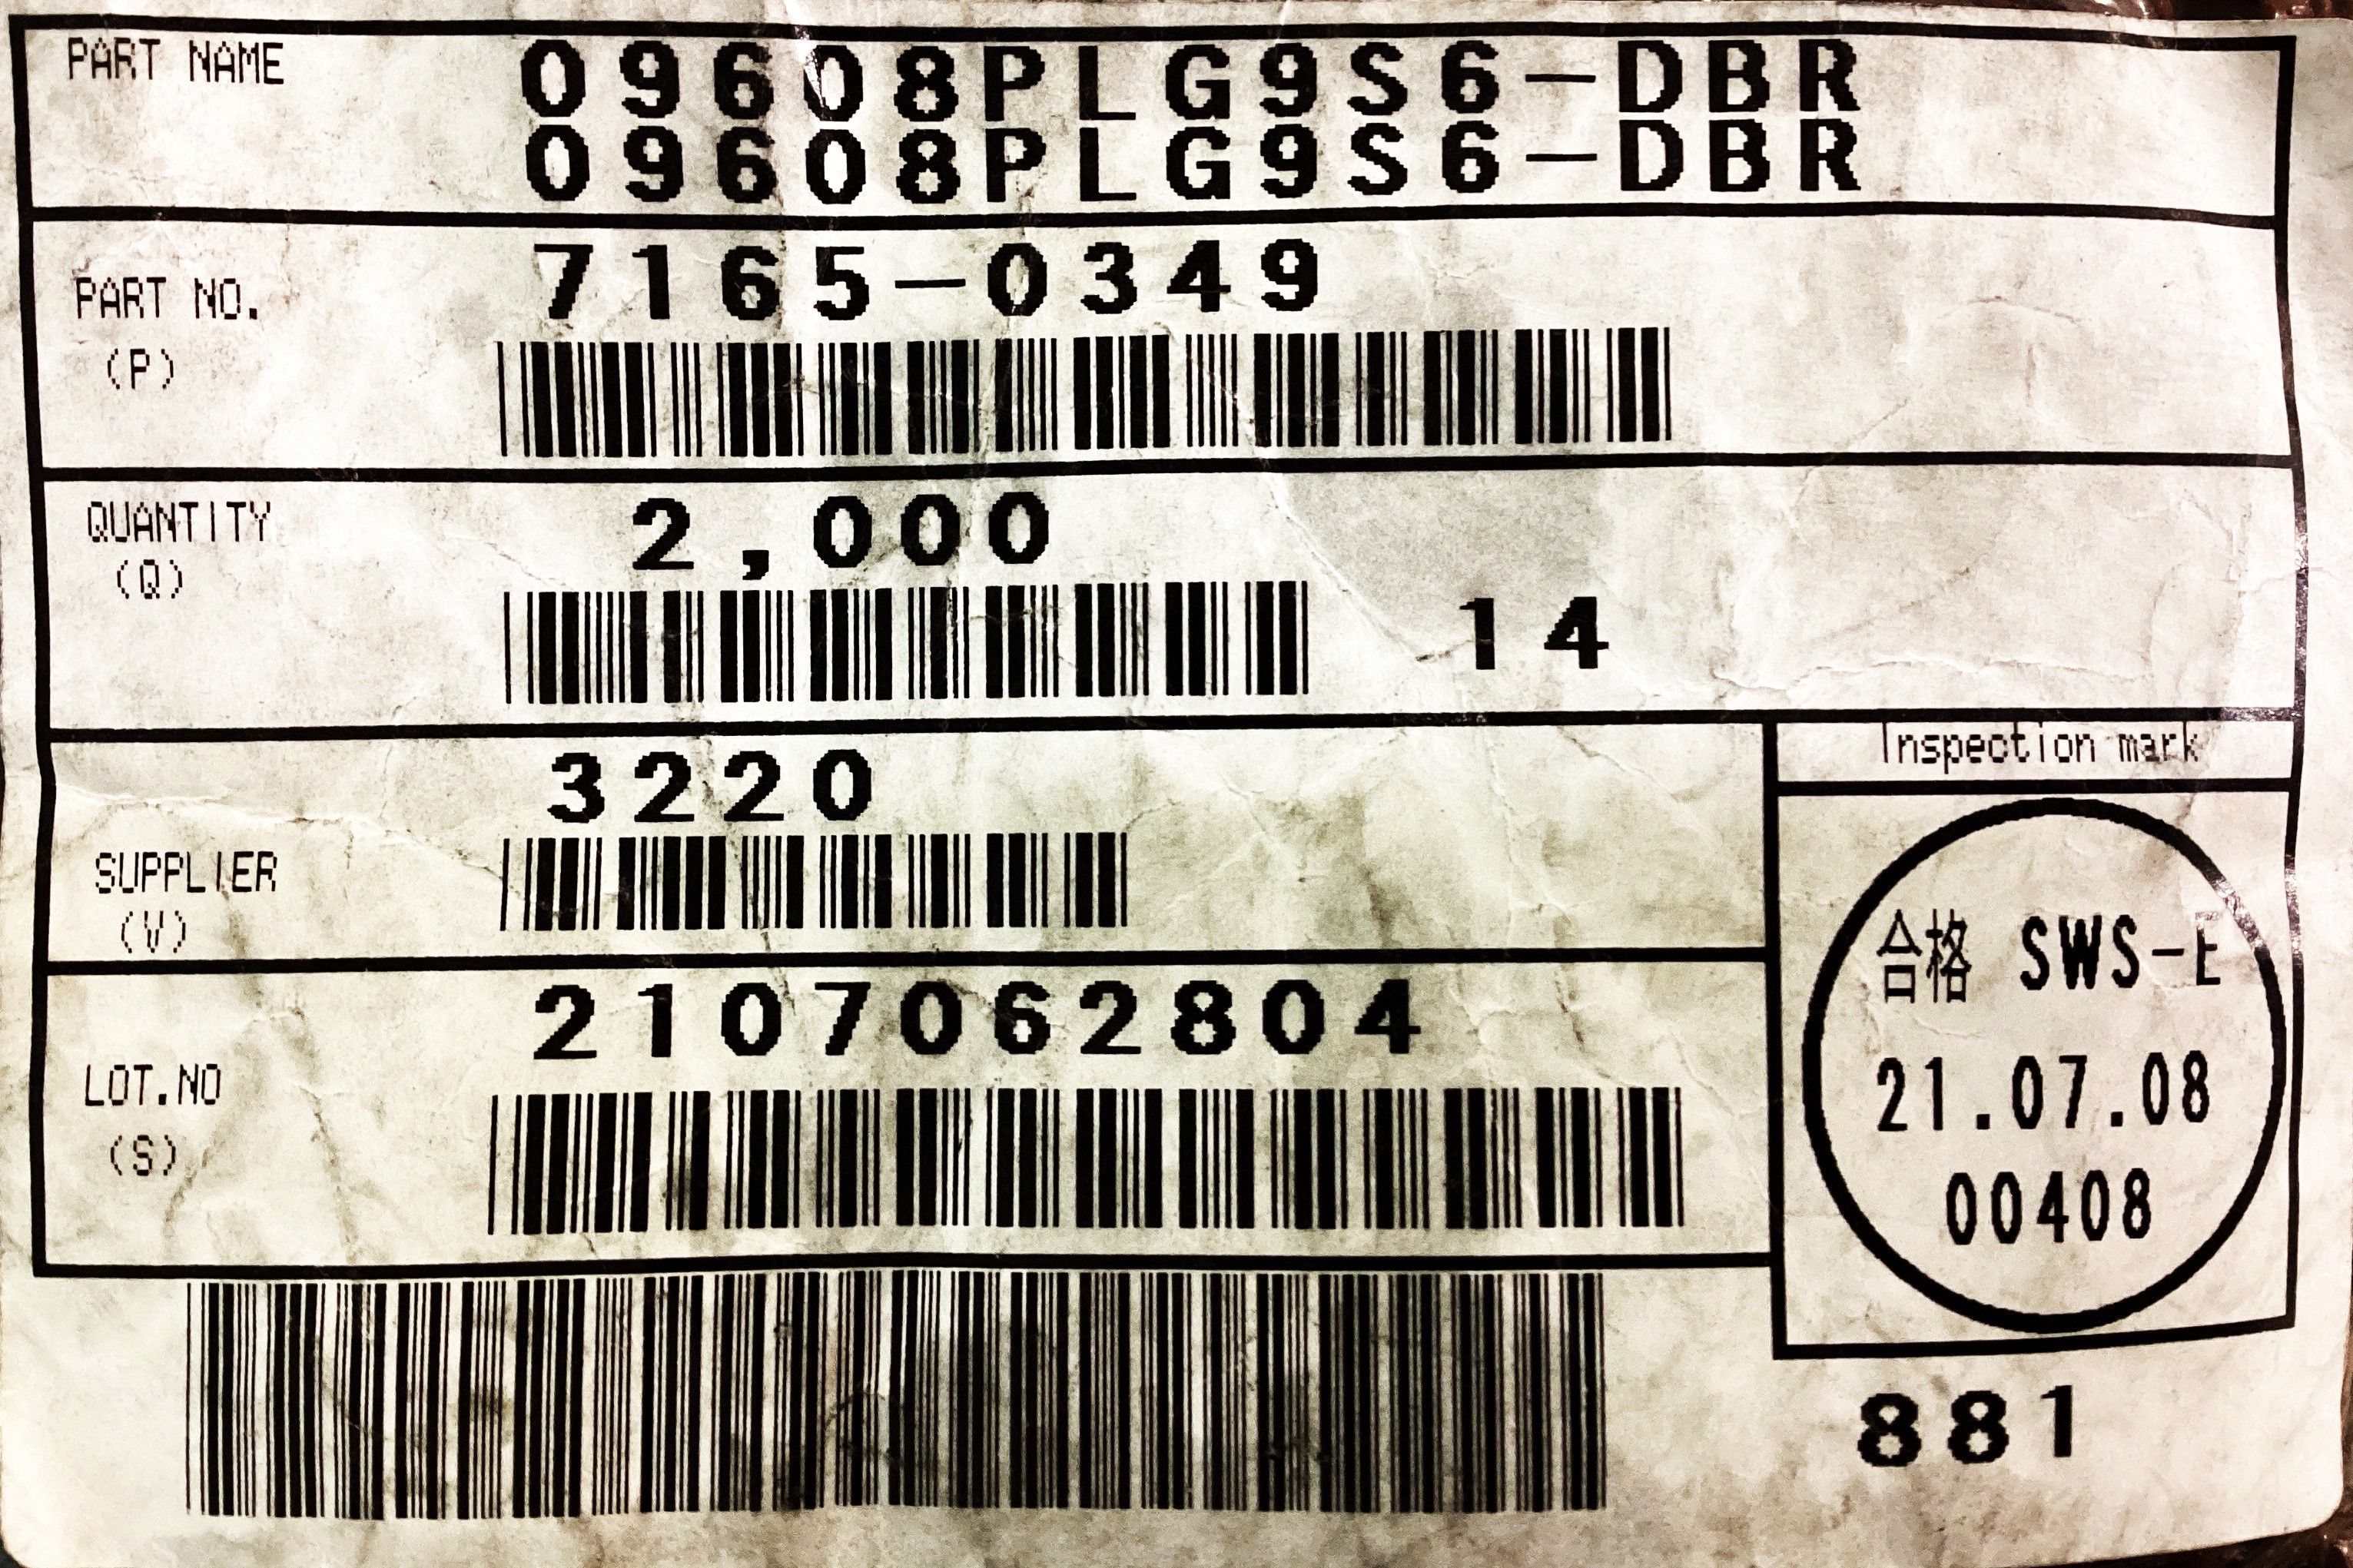 PART NAME 09608PLG9S6-DBR
09608PLG9S6-DBR
PART NO. 7165-0349
(P)
QUANTITY 2,000
(Q)
14
3220
SUPPLIER
(V)
Inspection mark
合格 SWS-E
21.07.08
00408
2107062804
LOT.NO
(S)
881